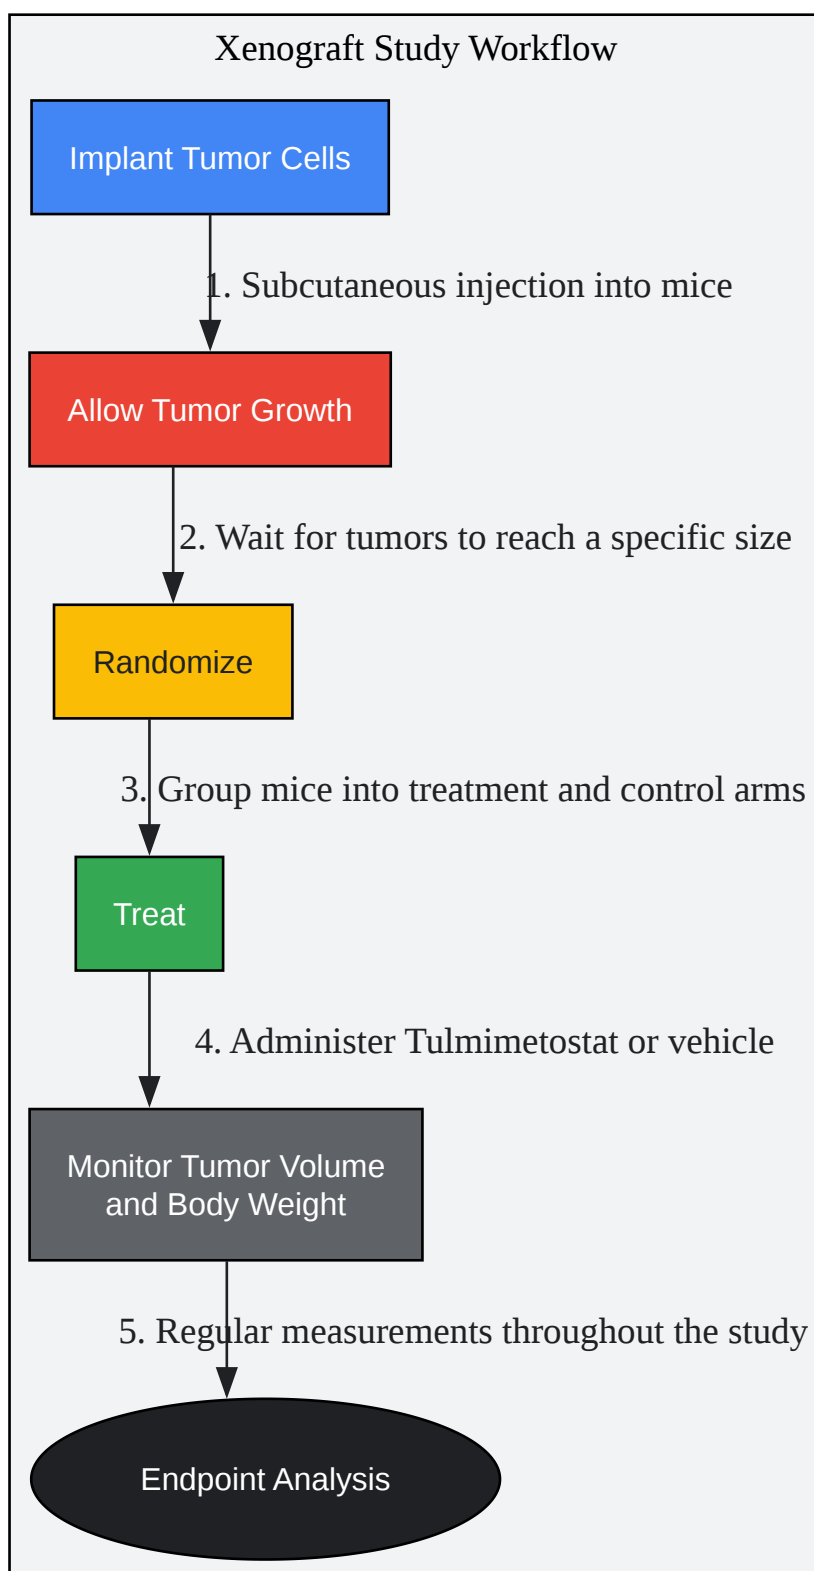 Xenograft Study Workflow
Implant Tumor Cells
1. Subcutaneous injection into mice
Allow Tumor Growth
2. Wait for tumors to reach a specific size
Randomize
3. Group mice into treatment and control arms
Treat
4. Administer Tulmimetostat or vehicle
Monitor Tumor Volume
and Body Weight
5. Regular measurements throughout the study
Endpoint Analysis